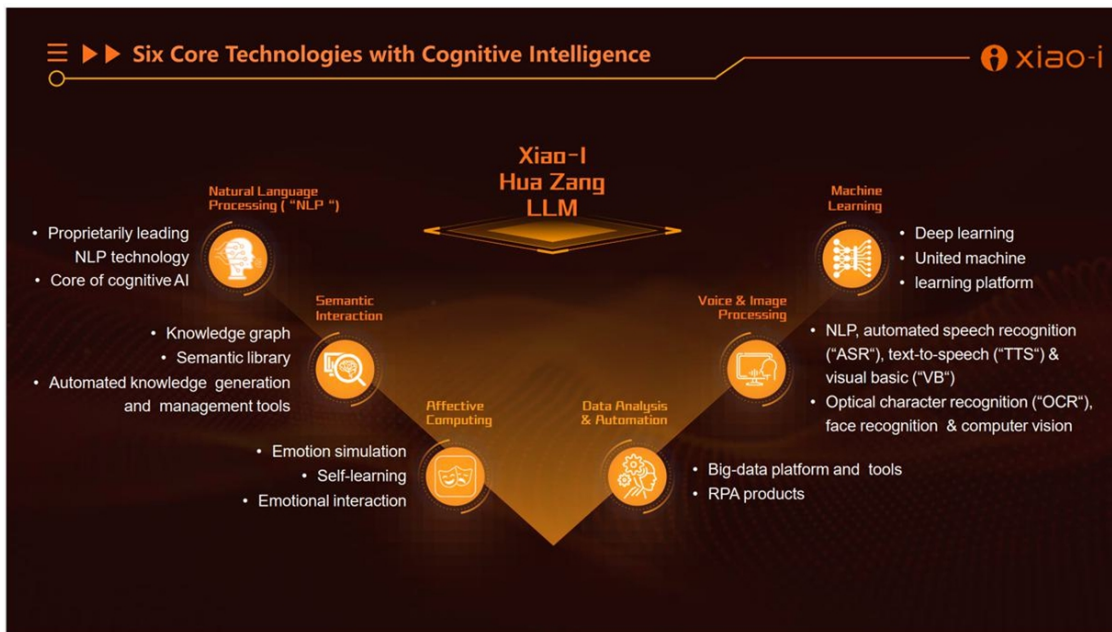 Six Core Technologies with Cognitive Intelligence
xiao-i
Xiao-I
Hua Zang
LLM
Natural Language
Processing ( “NLP “)
• Proprietarily leading
NLP technology
• Core of cognitive AI
Semantic
Interaction
• Knowledge graph
• Semantic library
• Automated knowledge generation
and management tools
Affective
Computing
• Emotion simulation
• Self-learning
• Emotional interaction
Machine
Learning
• Deep learning
• United machine
• learning platform
Voice & Image
Processing
• NLP, automated speech recognition
(“ASR“), text-to-speech (“TTS“) &
visual basic (“VB“)
• Optical character recognition (“OCR“),
face recognition & computer vision
Data Analysis
& Automation
• Big-data platform and tools
• RPA products